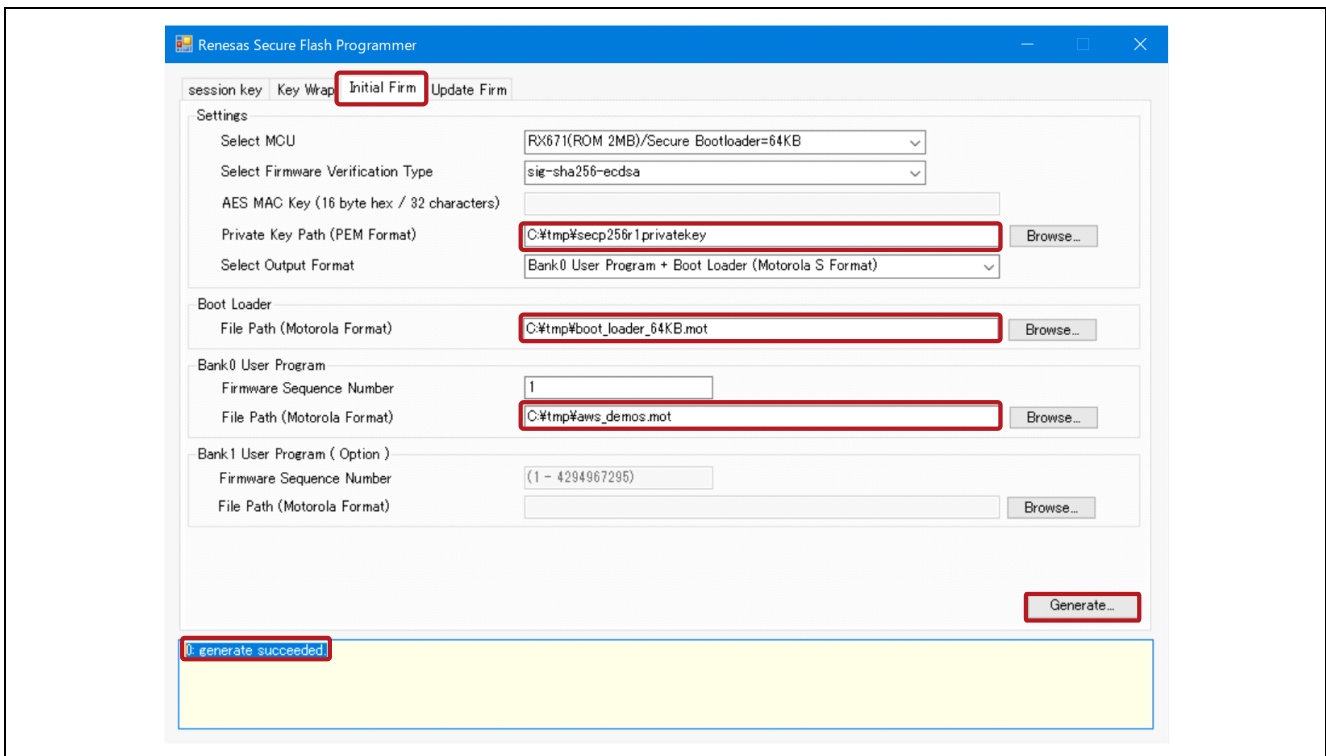 Renesas Secure Flash Programmer
session key Key Wrap Initial Firm Update Firm
Settings
Select MCU RX671(ROM 2MB)/Secure Bootloader=64KB
Select Firmware Verification Type sig-sha256-ecdsa
AES MAC Key (16 byte hex / 32 characters)
Private Key Path (PEM Format) C:¥tmp¥secp256r1.privatekey Browse...
Select Output Format Bank0 User Program + Boot Loader (Motorola S Format)
Boot Loader
File Path (Motorola Format) C:¥tmp¥boot_loader_64KB.mot Browse...
Bank0 User Program
Firmware Sequence Number 1
File Path (Motorola Format) C:¥tmp¥aws_demos.mot Browse...
Bank1 User Program ( Option )
Firmware Sequence Number (1 - 4294967295)
File Path (Motorola Format) Browse...
Generate...
0: generate succeeded.